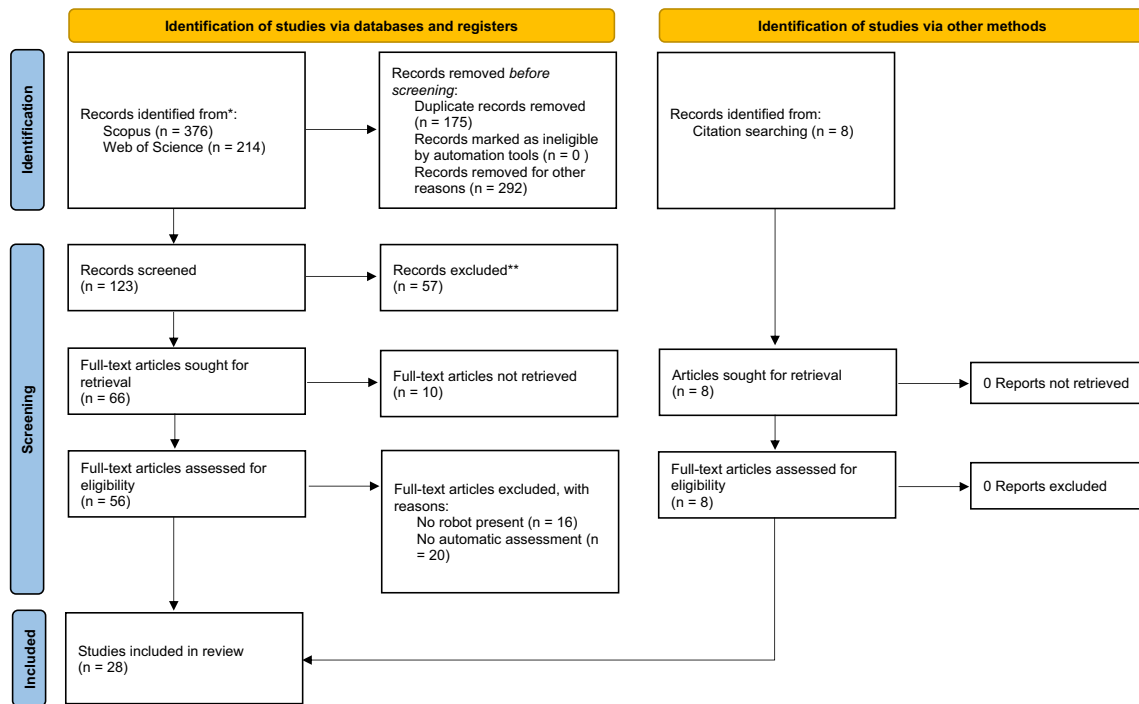 Identification of studies via databases and registers
Identification of studies via other methods
Identification
Records identified from*:
Scopus (n = 376)
Web of Science (n = 214)
Records removed before
screening:
Duplicate records removed
(n = 175)
Records marked as ineligible
by automation tools (n = 0 )
Records removed for other
reasons (n = 292)
Records identified from:
Citation searching (n = 8)
Screening
Records screened
(n = 123)
Records excluded**
(n = 57)
Full-text articles sought for
retrieval
(n = 66)
Full-text articles not retrieved
(n = 10)
Articles sought for retrieval
(n = 8)
0 Reports not retrieved
Full-text articles assessed for
eligibility
(n = 56)
Full-text articles excluded, with
reasons:
No robot present (n = 16)
No automatic assessment (n
= 20)
Full-text articles assessed for
eligibility
(n = 8)
0 Reports excluded
Included
Studies included in review
(n = 28)